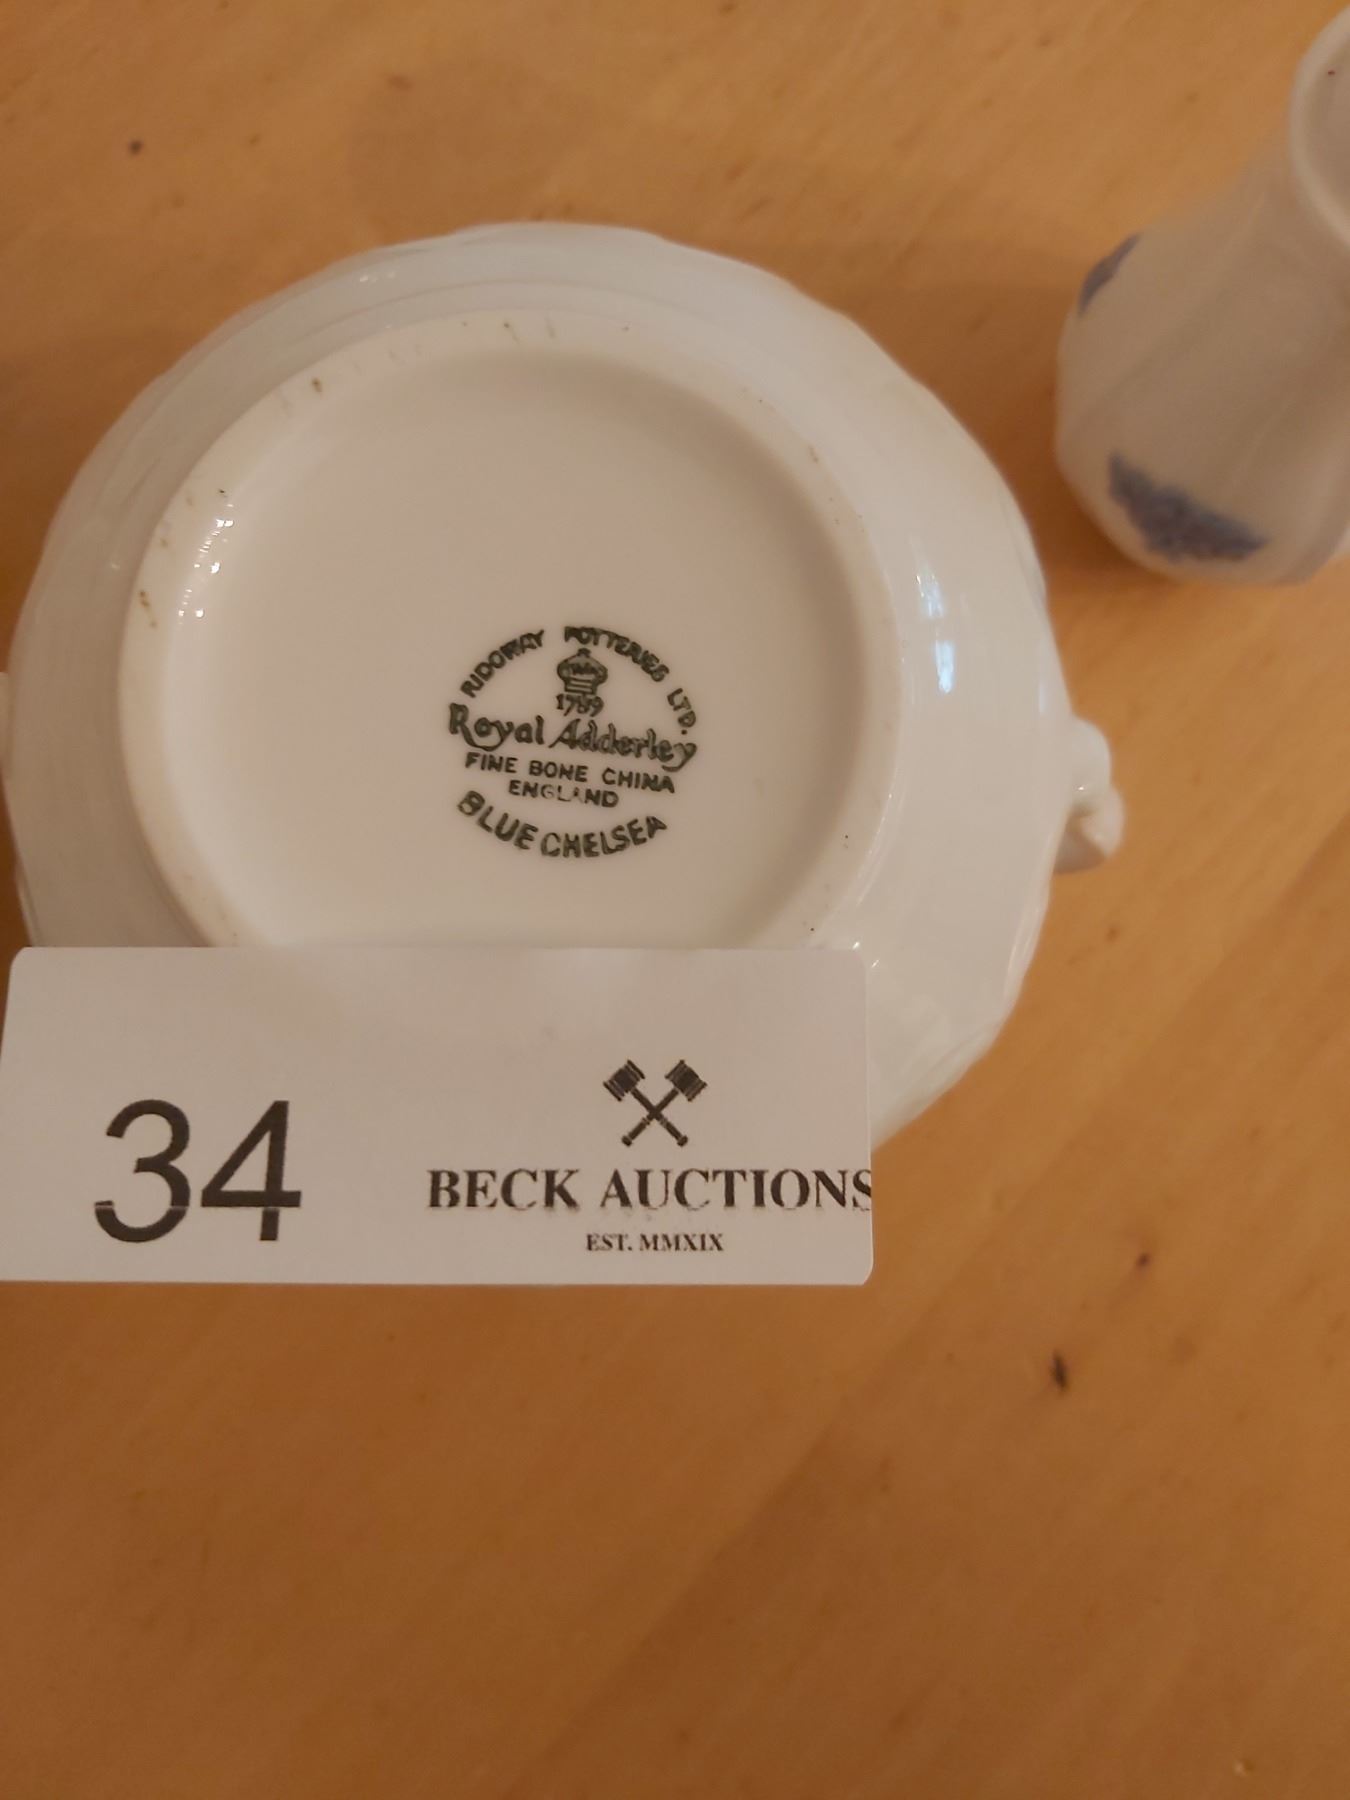 RIDGWAY POTTERIES LTD.
1789
Royal Adderley
FINE BONE CHINA
ENGLAND
BLUE CHELSEA
34
BECK AUCTIONS
EST. MMXIX